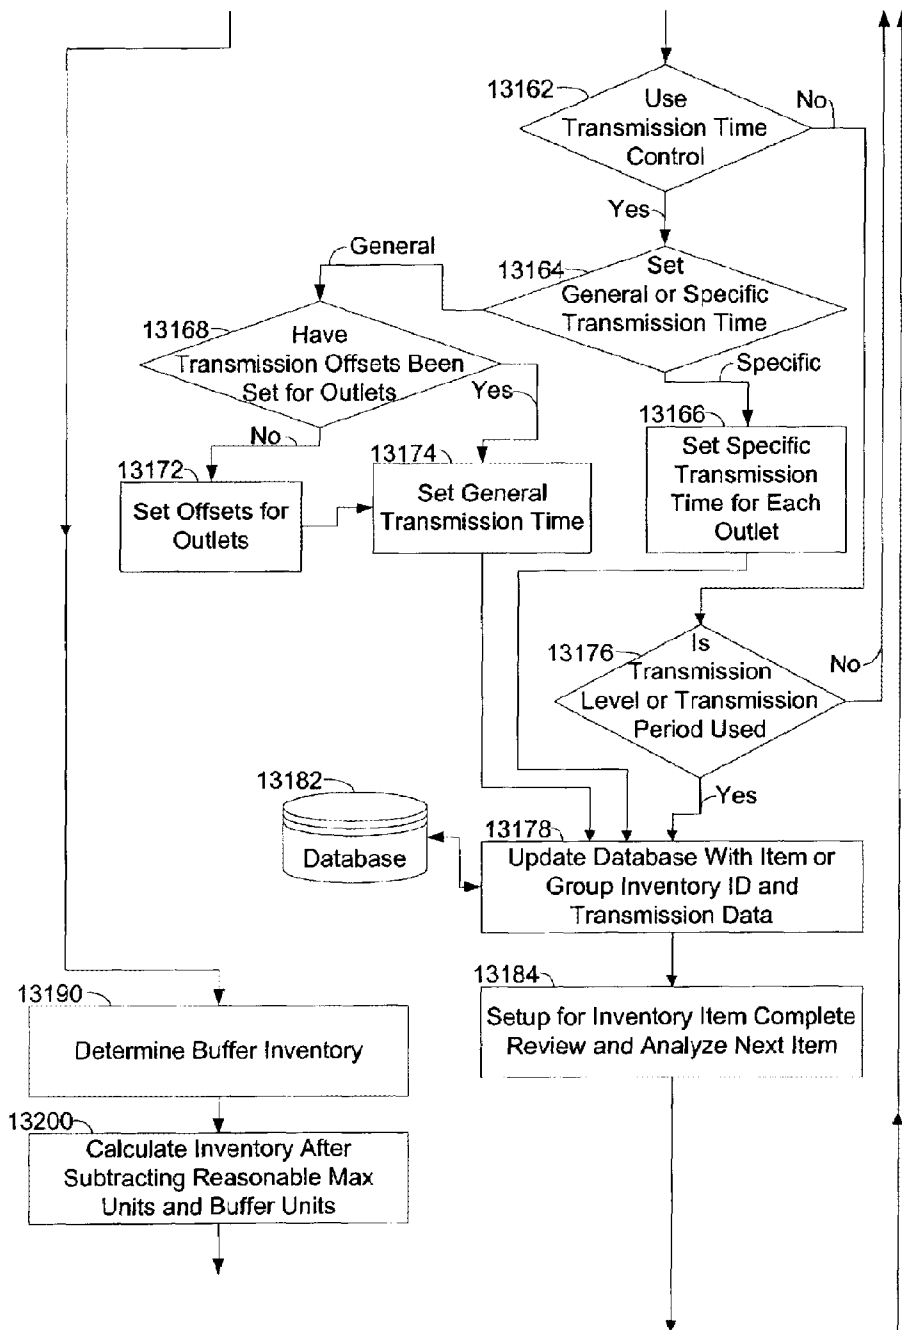 13162
Use
Transmission Time
Control
No
Yes
General
13164
Set
General or Specific
Transmission Time
13168
Have
Transmission Offsets Been
Set for Outlets
Yes
Specific
No
13166
Set Specific
Transmission
Time for Each
Outlet
13172
Set Offsets for
Outlets
13174
Set General
Transmission Time
13176
Is
Transmission
Level or Transmission
Period Used
No
Yes
13182
Database
13178
Update Database With Item or
Group Inventory ID and
Transmission Data
13184
Setup for Inventory Item Complete
Review and Analyze Next Item
13190
Determine Buffer Inventory
13200
Calculate Inventory After
Subtracting Reasonable Max
Units and Buffer Units